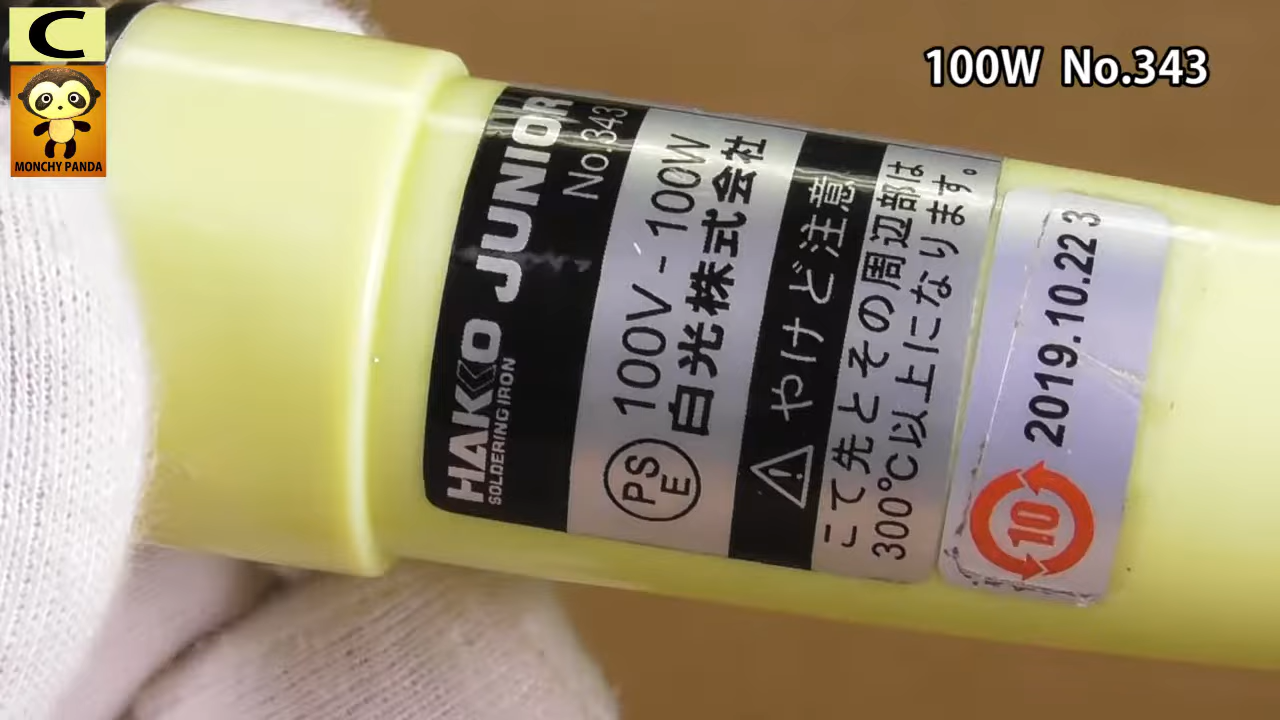 C
MONCHY PANDA
100W No.343
HAKKO JUNIOR
SOLDERING IRON
No.343
100V - 100W
PSE
白光株式会社
やけど注意
こて先とその周辺部は
300℃以上になります。
2019.10.22 3
10